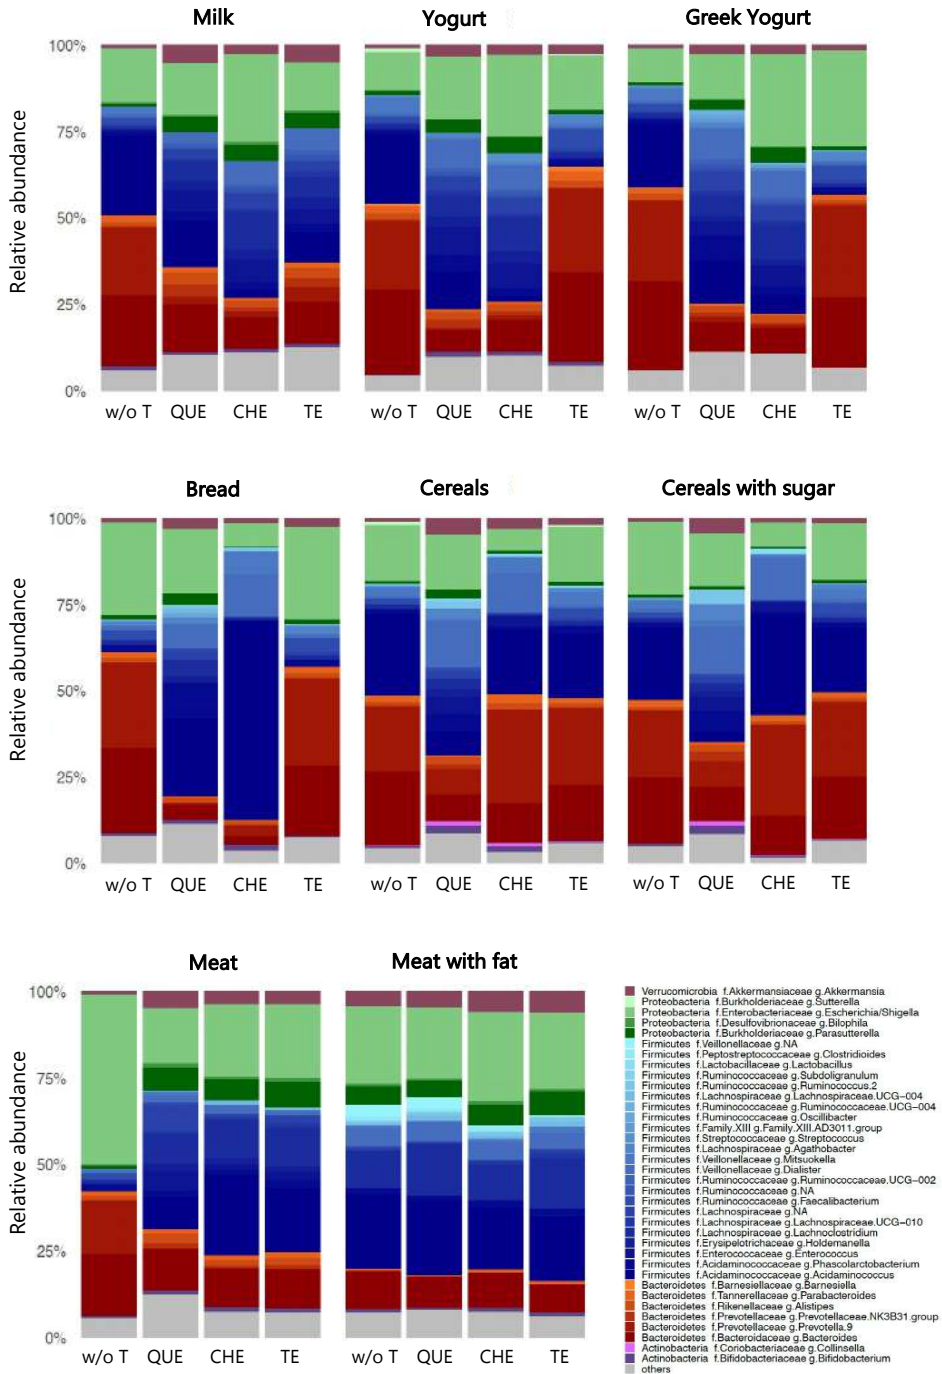 Milk Yogurt Greek Yogurt
100%
75%
50%
25%
0%
Relative abundance
w/o T QUE CHE TE w/o T QUE CHE TE w/o T QUE CHE TE
Bread Cereals Cereals with sugar
100%
75%
50%
25%
0%
Relative abundance
w/o T QUE CHE TE w/o T QUE CHE TE w/o T QUE CHE TE
Meat Meat with fat
100%
75%
50%
25%
0%
Relative abundance
w/o T QUE CHE TE w/o T QUE CHE TE
Verrucomicrobia f.Akkermansiaceae g.Akkermansia
Proteobacteria f.Burkholderiaceae g.Sutterella
Proteobacteria f.Enterobacteriaceae g.Escherichia/Shigella
Proteobacteria f.Desulfovibrionaceae g.Bilophila
Proteobacteria f.Burkholderiaceae g.Parasutterella
Firmicutes f.Veillonellaceae g.NA
Firmicutes f.Peptostreptococcaceae g.Clostridioides
Firmicutes f.Lactobacillaceae g.Lactobacillus
Firmicutes f.Ruminococcaceae g.Subdoligranulum
Firmicutes f.Ruminococcaceae g.Ruminococcus.2
Firmicutes f.Lachnospiraceae g.Lachnospiraceae.UCG-004
Firmicutes f.Ruminococcaceae g.Ruminococcaceae.UCG-004
Firmicutes f.Ruminococcaceae g.Oscillibacter
Firmicutes f.Family.XIII g.Family.XIII.AD3011.group
Firmicutes f.Streptococcaceae g.Streptococcus
Firmicutes f.Lachnospiraceae g.Agathobacter
Firmicutes f.Veillonellaceae g.Mitsuokella
Firmicutes f.Veillonellaceae g.Dialister
Firmicutes f.Ruminococcaceae g.Ruminococcaceae.UCG-002
Firmicutes f.Ruminococcaceae g.NA
Firmicutes f.Ruminococcaceae g.Faecalibacterium
Firmicutes f.Lachnospiraceae g.NA
Firmicutes f.Lachnospiraceae g.Lachnospiraceae.UCG-010
Firmicutes f.Lachnospiraceae g.Lachnoclostridium
Firmicutes f.Erysipelotrichaceae g.Holdemanella
Firmicutes f.Enterococcaceae g.Enterococcus
Firmicutes f.Acidaminococcaceae g.Phascolarctobacterium
Firmicutes f.Acidaminococcaceae g.Acidaminococcus
Bacteroidetes f.Barnesiellaceae g.Barnesiella
Bacteroidetes f.Tannerellaceae g.Parabacteroides
Bacteroidetes f.Rikenellaceae g.Alistipes
Bacteroidetes f.Prevotellaceae g.Prevotellaceae.NK3B31.group
Bacteroidetes f.Prevotellaceae g.Prevotella.9
Bacteroidetes f.Bacteroidaceae g.Bacteroides
Actinobacteria f.Coriobacteriaceae g.Collinsella
Actinobacteria f.Bifidobacteriaceae g.Bifidobacterium
others